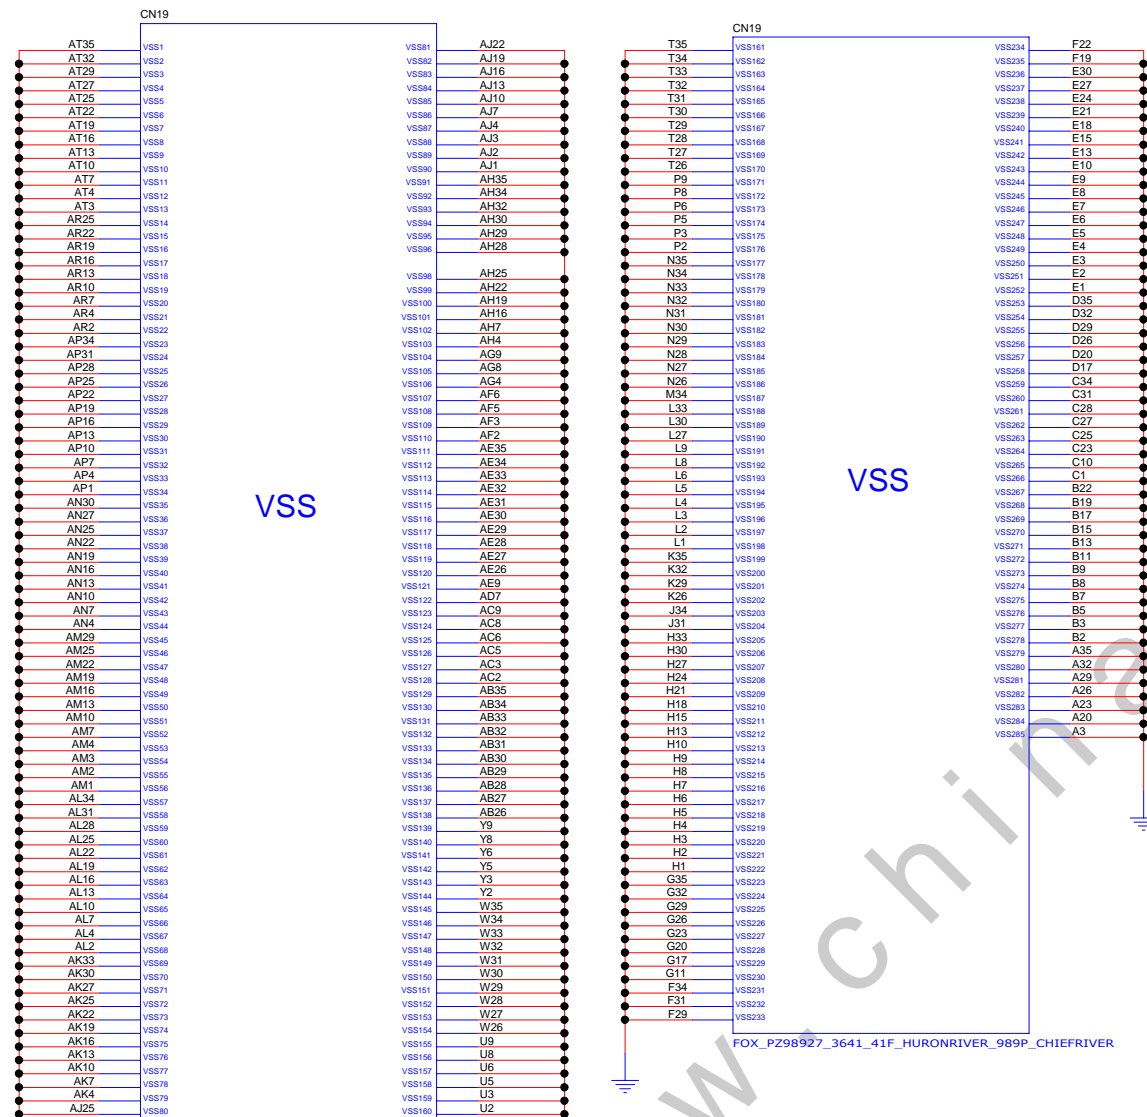 CN19
AT35 VSS1 VSS81 AJ22
AT32 VSS2 VSS82 AJ19
AT29 VSS3 VSS83 AJ16
AT27 VSS4 VSS84 AJ13
AT25 VSS5 VSS85 AJ10
AT22 VSS6 VSS86 AJ7
AT19 VSS7 VSS87 AJ4
AT16 VSS8 VSS88 AJ3
AT13 VSS9 VSS89 AJ2
AT10 VSS10 VSS90 AJ1
AT7 VSS11 VSS91 AH35
AT4 VSS12 VSS92 AH34
AT3 VSS13 VSS93 AH32
AR25 VSS14 VSS94 AH30
AR22 VSS15 VSS95 AH29
AR19 VSS16 VSS96 AH28
AR16 VSS17
AR13 VSS18 VSS98 AH25
AR10 VSS19 VSS99 AH22
AR7 VSS20 VSS100 AH19
AR4 VSS21 VSS101 AH16
AR2 VSS22 VSS102 AH7
AP34 VSS23 VSS103 AH4
AP31 VSS24 VSS104 AG9
AP28 VSS25 VSS105 AG8
AP25 VSS26 VSS106 AG4
AP22 VSS27 VSS107 AF6
AP19 VSS28 VSS108 AF5
AP16 VSS29 VSS109 AF3
AP13 VSS30 VSS110 AF2
AP10 VSS31 VSS111 AE35
AP7 VSS32 VSS112 AE34
AP4 VSS33 VSS113 AE33
AP1 VSS34 VSS114 AE32
AN30 VSS35 VSS115 AE31
AN27 VSS36 VSS116 AE30
AN25 VSS37 VSS117 AE29
AN22 VSS38 VSS118 AE28
AN19 VSS39 VSS119 AE27
AN16 VSS40 VSS120 AE26
AN13 VSS41 VSS121 AE9
AN10 VSS42 VSS122 AD7
AN7 VSS43 VSS123 AC9
AN4 VSS44 VSS124 AC8
AM29 VSS45 VSS125 AC6
AM25 VSS46 VSS126 AC5
AM22 VSS47 VSS127 AC3
AM19 VSS48 VSS128 AC2
AM16 VSS49 VSS129 AB35
AM13 VSS50 VSS130 AB34
AM10 VSS51 VSS131 AB33
AM7 VSS52 VSS132 AB32
AM4 VSS53 VSS133 AB31
AM3 VSS54 VSS134 AB30
AM2 VSS55 VSS135 AB29
AM1 VSS56 VSS136 AB28
AL34 VSS57 VSS137 AB27
AL31 VSS58 VSS138 AB26
AL28 VSS59 VSS139 Y9
AL25 VSS60 VSS140 Y8
AL22 VSS61 VSS141 Y6
AL19 VSS62 VSS142 Y5
AL16 VSS63 VSS143 Y3
AL13 VSS64 VSS144 Y2
AL10 VSS65 VSS145 W35
AL7 VSS66 VSS146 W34
AL4 VSS67 VSS147 W33
AL2 VSS68 VSS148 W32
AK33 VSS69 VSS149 W31
AK30 VSS70 VSS150 W30
AK27 VSS71 VSS151 W29
AK25 VSS72 VSS152 W28
AK22 VSS73 VSS153 W27
AK19 VSS74 VSS154 W26
AK16 VSS75 VSS155 U9
AK13 VSS76 VSS156 U8
AK10 VSS77 VSS157 U6
AK7 VSS78 VSS158 U5
AK4 VSS79 VSS159 U3
AJ25 VSS80 VSS160 U2
VSS
CN19
T35 VSS161 VSS234 F22
T34 VSS162 VSS235 F19
T33 VSS163 VSS236 E30
T32 VSS164 VSS237 E27
T31 VSS165 VSS238 E24
T30 VSS166 VSS239 E21
T29 VSS167 VSS240 E18
T28 VSS168 VSS241 E15
T27 VSS169 VSS242 E13
T26 VSS170 VSS243 E10
P9 VSS171 VSS244 E9
P8 VSS172 VSS245 E8
P6 VSS173 VSS246 E7
P5 VSS174 VSS247 E6
P3 VSS175 VSS248 E5
P2 VSS176 VSS249 E4
N35 VSS177 VSS250 E3
N34 VSS178 VSS251 E2
N33 VSS179 VSS252 E1
N32 VSS180 VSS253 D35
N31 VSS181 VSS254 D32
N30 VSS182 VSS255 D29
N29 VSS183 VSS256 D26
N28 VSS184 VSS257 D20
N27 VSS185 VSS258 D17
N26 VSS186 VSS259 C34
M34 VSS187 VSS260 C31
L33 VSS188 VSS261 C28
L30 VSS189 VSS262 C27
L27 VSS190 VSS263 C25
L9 VSS191 VSS264 C23
L8 VSS192 VSS265 C10
L6 VSS193 VSS266 C1
L5 VSS194 VSS267 B22
L4 VSS195 VSS268 B19
L3 VSS196 VSS269 B17
L2 VSS197 VSS270 B15
L1 VSS198 VSS271 B13
K35 VSS199 VSS272 B11
K32 VSS200 VSS273 B9
K29 VSS201 VSS274 B8
K26 VSS202 VSS275 B7
J34 VSS203 VSS276 B5
J31 VSS204 VSS277 B3
H33 VSS205 VSS278 B2
H30 VSS206 VSS279 A35
H27 VSS207 VSS280 A32
H24 VSS208 VSS281 A29
H21 VSS209 VSS282 A26
H18 VSS210 VSS283 A23
H15 VSS211 VSS284 A20
H13 VSS212 VSS285 A3
H10 VSS213
H9 VSS214
H8 VSS215
H7 VSS216
H6 VSS217
H5 VSS218
H4 VSS219
H3 VSS220
H2 VSS221
H1 VSS222
G35 VSS223
G32 VSS224
G29 VSS225
G26 VSS226
G23 VSS227
G20 VSS228
G17 VSS229
G11 VSS230
F34 VSS231
F31 VSS232
F29 VSS233
VSS
FOX_PZ98927_3641_41F_HURONRIVER_989P_CHIEFRIVER
w.china